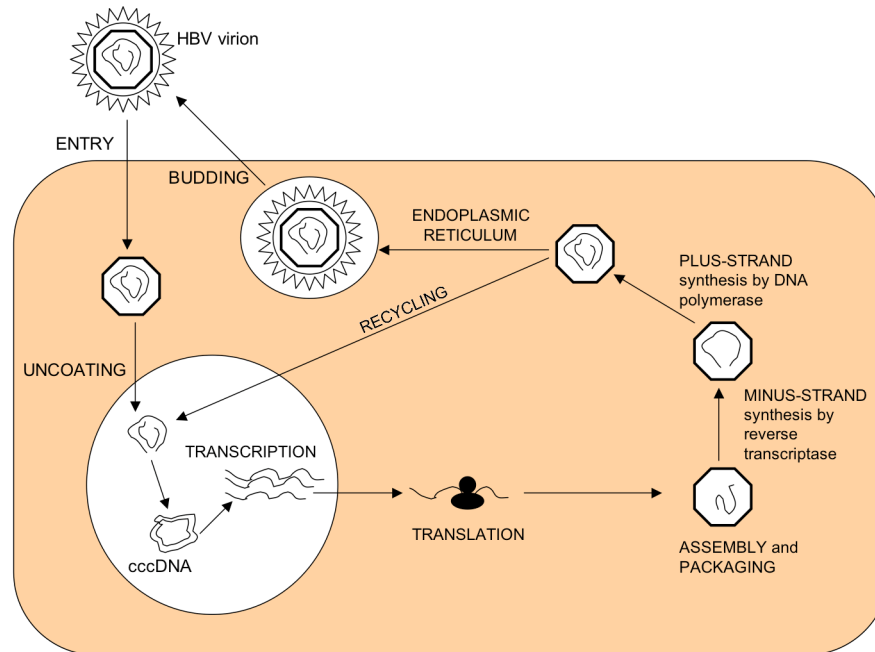 HBV virion
ENTRY
BUDDING
ENDOPLASMIC
RETICULUM
PLUS-STRAND
synthesis by DNA
polymerase
RECYCLING
UNCOATING
MINUS-STRAND
synthesis by
reverse
transcriptase
TRANSCRIPTION
TRANSLATION
cccDNA
ASSEMBLY and
PACKAGING